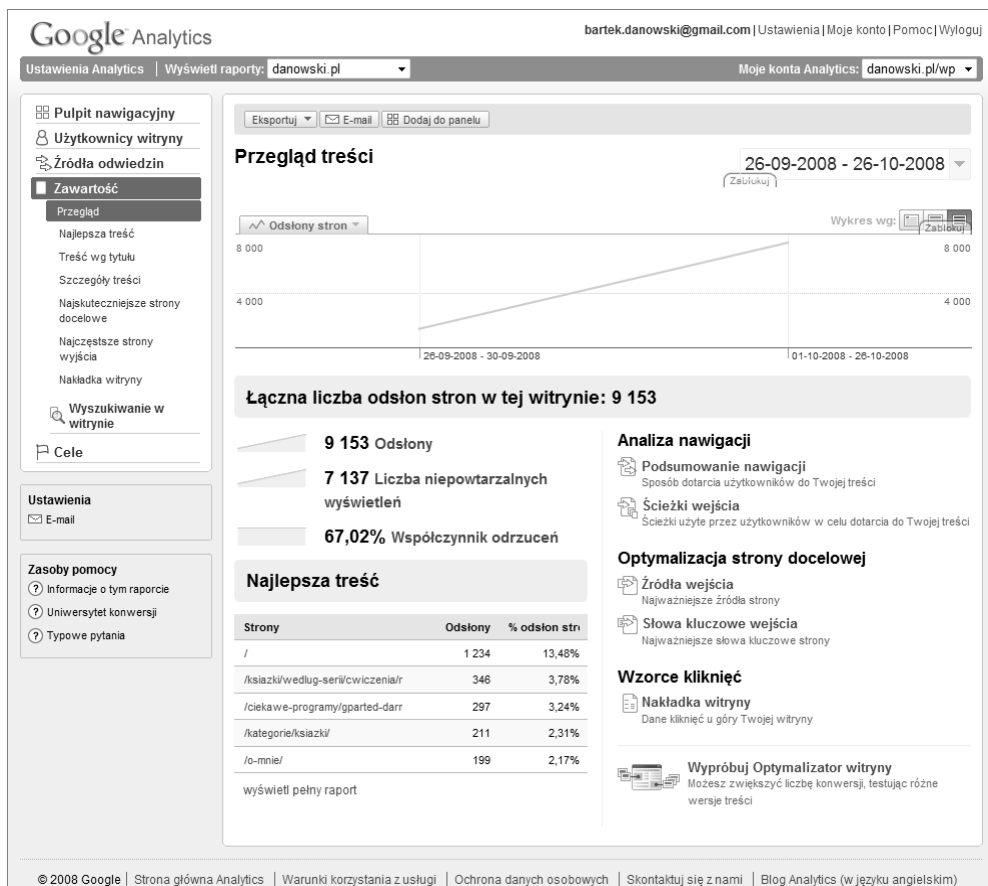 Google Analytics
bartek.danowski@gmail.com | Ustawienia | Moje konto | Pomoc | Wyloguj
Ustawienia Analytics | Wyświetl raporty: danowski.pl
Moje konta Analytics: danowski.pl/wp
Pulpit nawigacyjny
Użytkownicy witryny
Źródła odwiedzin
Zawartość
Przegląd
Najlepsza treść
Treść wg tytułu
Szczegóły treści
Najskuteczniejsze strony
docelowe
Najczęstsze strony
wyjścia
Nakładka witryny
Wyszukiwanie w
witrynie
Cele
Ustawienia
E-mail
Zasoby pomocy
Informacje o tym raporcie
Uniwersytet konwersji
Typowe pytania
Eksportuj E-mail Dodaj do panelu
Przegląd treści
26-09-2008 - 26-10-2008
Zablokuj
Odsłony stron
Wykres wg:
Zablokuj
8 000 8 000
4 000 4 000
26-09-2008 - 30-09-2008 01-10-2008 - 26-10-2008
Łączna liczba odsłon stron w tej witrynie: 9 153
9 153 Odsłony
7 137 Liczba niepowtarzalnych
wyświetleń
67,02% Współczynnik odrzuceń
Najlepsza treść
Strony Odsłony % odsłon stro
/ 1 234 13,48%
/ksiazki/wedlug-serii/cwiczenia/r 346 3,78%
/ciekawe-programy/gparted-darr 297 3,24%
/kategorie/ksiazki/ 211 2,31%
/o-mnie/ 199 2,17%
wyświetl pełny raport
Analiza nawigacji
Podsumowanie nawigacji
Sposób dotarcia użytkowników do Twojej treści
Ścieżki wejścia
Ścieżki użyte przez użytkowników w celu dotarcia do Twojej treści
Optymalizacja strony docelowej
Źródła wejścia
Najważniejsze źródła strony
Słowa kluczowe wejścia
Najważniejsze słowa kluczowe strony
Wzorce kliknięć
Nakładka witryny
Dane kliknięć u góry Twojej witryny
Wypróbuj Optymalizator witryny
Możesz zwiększyć liczbę konwersji, testując różne
wersje treści
© 2008 Google | Strona główna Analytics | Warunki korzystania z usługi | Ochrona danych osobowych | Skontaktuj się z nami | Blog Analytics (w języku angielskim)